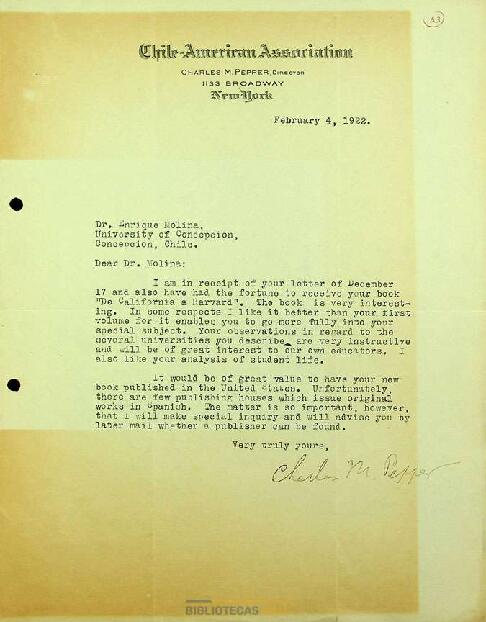 53
Chile-American Association
CHARLES M. PEPPER, DIRECTOR
1133 BROADWAY
New York
February 4, 1922.
Dr. Enrique Molina,
University of Concepcion,
Concepcion, Chile.
Dear Dr. Molina:
I am in receipt of your letter of December
17 and also have had the fortune to receive your book
"De California a Harvard". The book is very interest-
ing. In some respects I like it better than your first
volume for it enables you to go more fully into your
special subject. Your observations in regard to the
several universities you describe are very instructive
and will be of great interest to our own educators. I
also like your analysis of student life.
It would be of great value to have your new
book published in the United States. Unfortunately,
there are few publishing houses which issue original
works in Spanish. The matter is so important, however,
that I will make special inquiry and will advise you by
later mail whether a publisher can be found.
Very truly yours,
Charles M. Pepper
BIBLIOTECAS